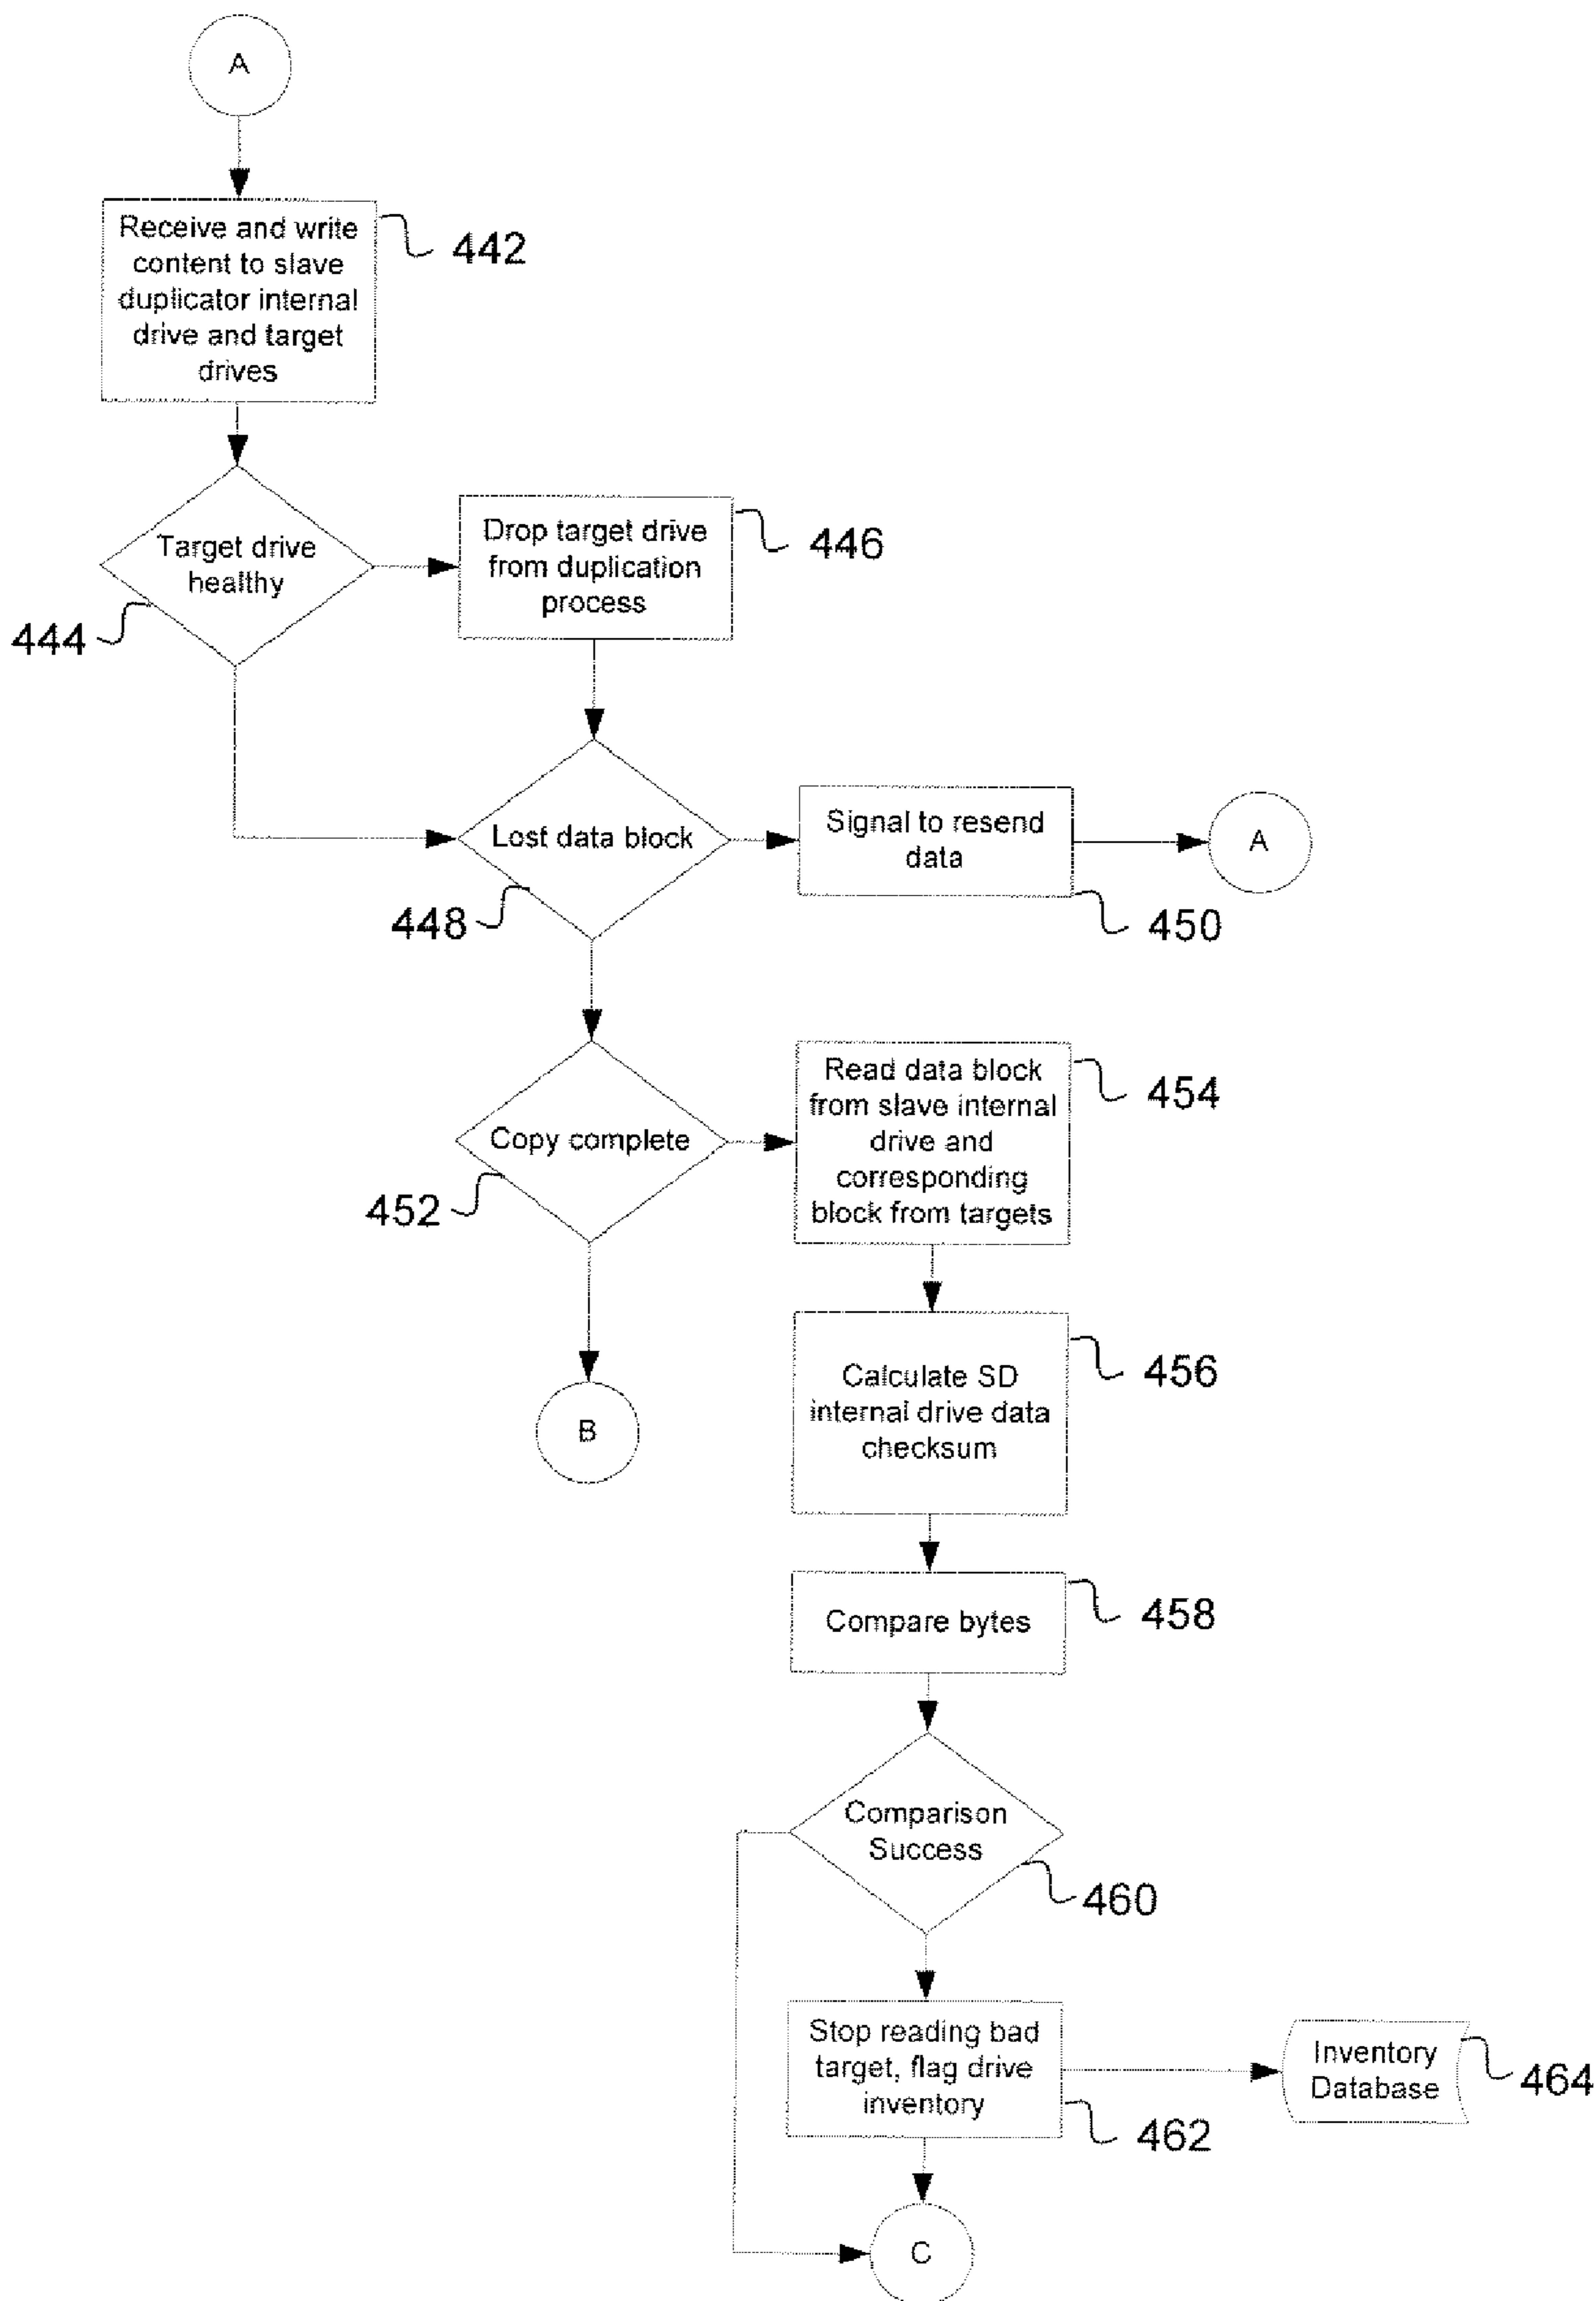 A
Receive and write
content to slave
duplicator internal
drive and target
drives
442
Target drive
healthy
444
Drop target drive
from duplication
process
446
Lost data block
448
Signal to resend
data
450
A
Copy complete
452
Read data block
from slave internal
drive and
corresponding
block from targets
454
B
Calculate SD
internal drive data
checksum
456
Compare bytes
458
Comparison
Success
460
Stop reading bad
target, flag drive
inventory
462
Inventory
Database
464
C